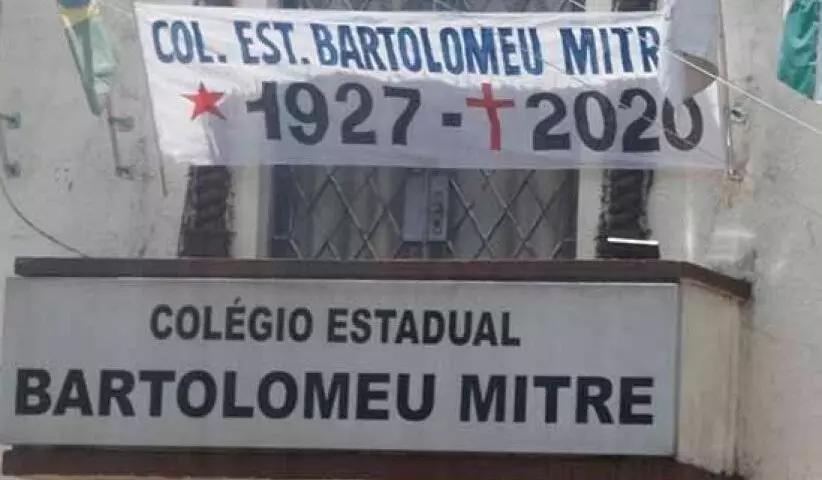 COL. EST. BARTOLOMEU MITR
★ 1927 - ✝ 2020
COLÉGIO ESTADUAL
BARTOLOMEU MITRE